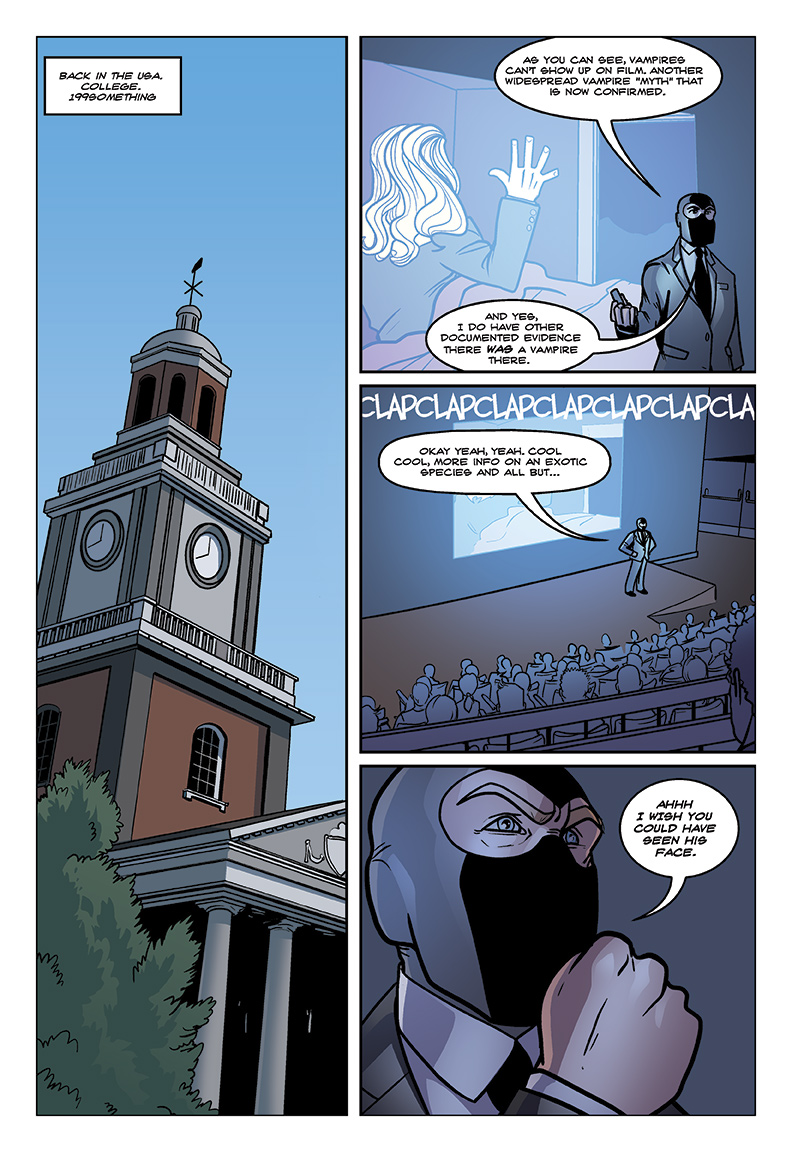 BACK IN THE USA.
COLLEGE.
199SOMETHING
AS YOU CAN SEE, VAMPIRES
CAN'T SHOW UP ON FILM. ANOTHER
WIDESPREAD VAMPIRE "MYTH" THAT
IS NOW CONFIRMED.
AND YES,
I DO HAVE OTHER
DOCUMENTED EVIDENCE
THERE WAS A VAMPIRE
THERE.
CLAPCLAPCLAPCLAPCLAPCLAPCLA
OKAY YEAH, YEAH. COOL
COOL, MORE INFO ON AN EXOTIC
SPECIES AND ALL BUT...
AHHH
I WISH YOU
COULD HAVE
SEEN HIS
FACE.